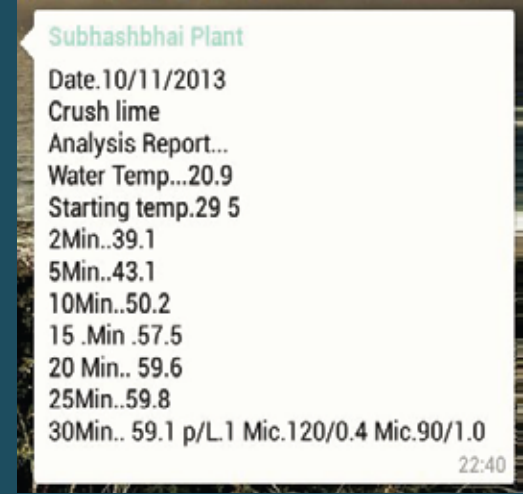 Subhashbhai Plant
Date.10/11/2013
Crush lime
Analysis Report...
Water Temp...20.9
Starting temp.29 5
2Min..39.1
5Min..43.1
10Min..50.2
15 .Min .57.5
20 Min.. 59.6
25Min..59.8
30Min.. 59.1 p/L.1 Mic.120/0.4 Mic.90/1.0
22:40